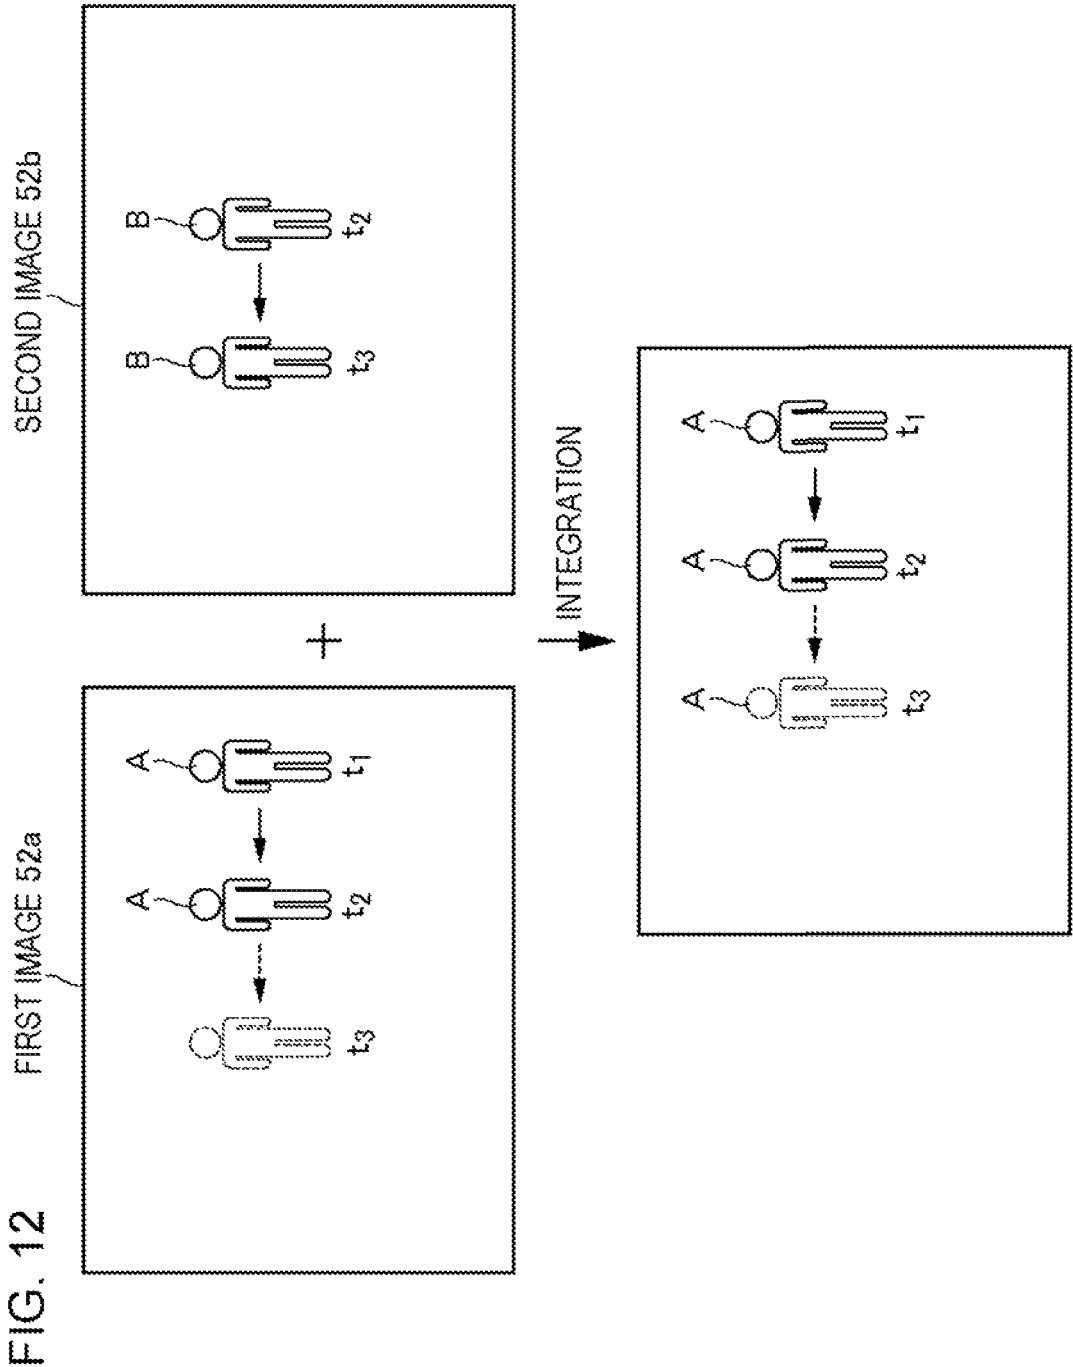 FIG. 12
FIRST IMAGE 52a
SECOND IMAGE 52b
A A
t₃ t₂ t₁
+
B B
t₃ t₂
INTEGRATION
A A A
t₃ t₂ t₁